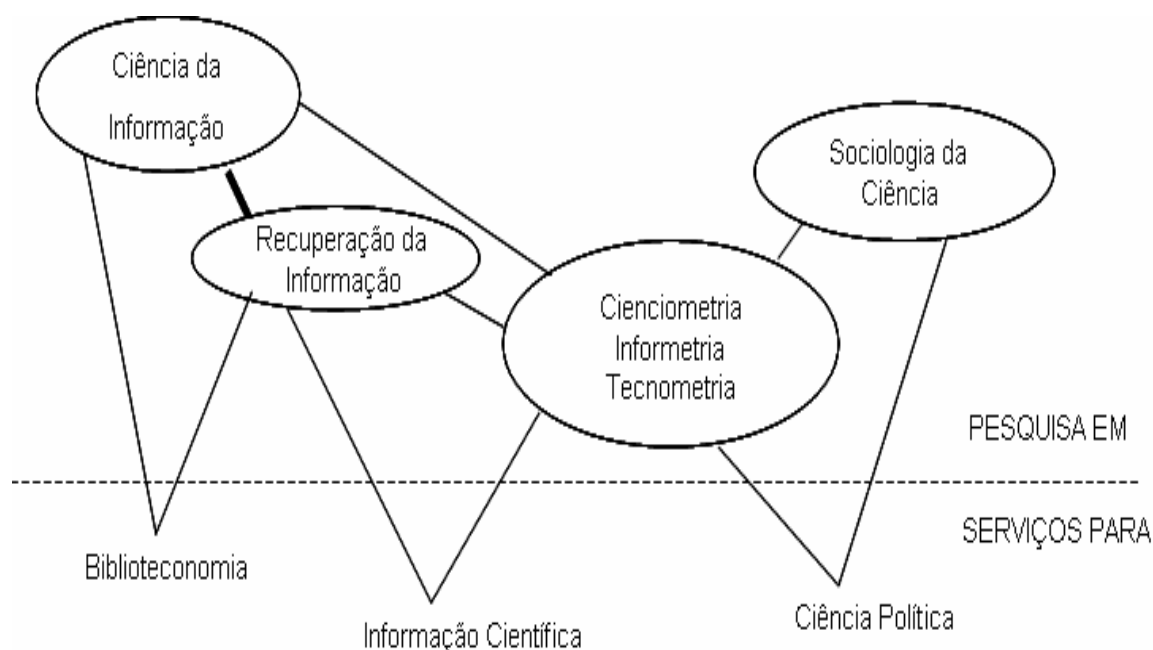 Ciência da
Informação
Sociologia da
Ciência
Recuperação da
Informação
Cienciometria
Informetria
Tecnometria
PESQUISA EM
SERVIÇOS PARA
Biblioteconomia
Ciência Política
Informação Científica